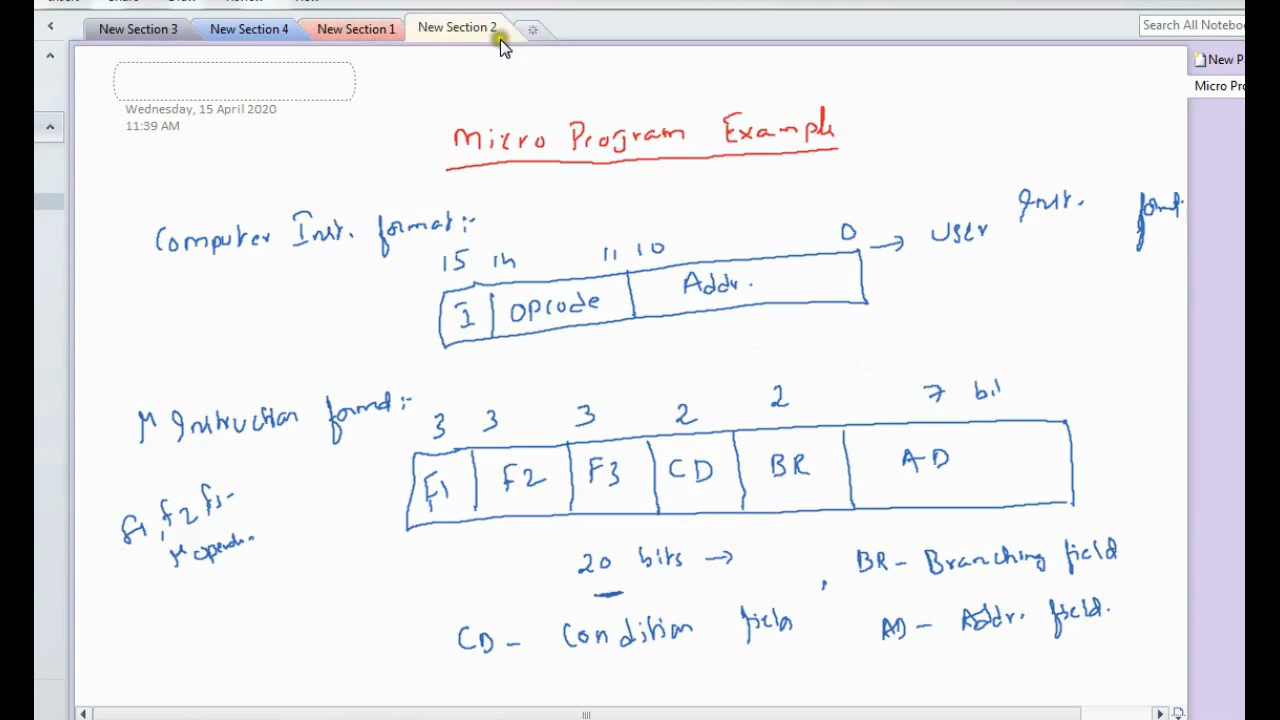 New Section 3 New Section 4 New Section 1 New Section 2
Search All Notebo
New P
Micro Pro
Wednesday, 15 April 2020
11:39 AM
Micro Program Example
Computer Inst. format:-
15 14 11 10 0 → User Inst. format
I OPcode Addr.
μ Instruction format:-
3 3 3 2 2 7 bit
F1 F2 F3 CD BR AD
F1, F2 F3-
20 bits → , BR - Branching field
CD - Condition field AD - Addr. field.